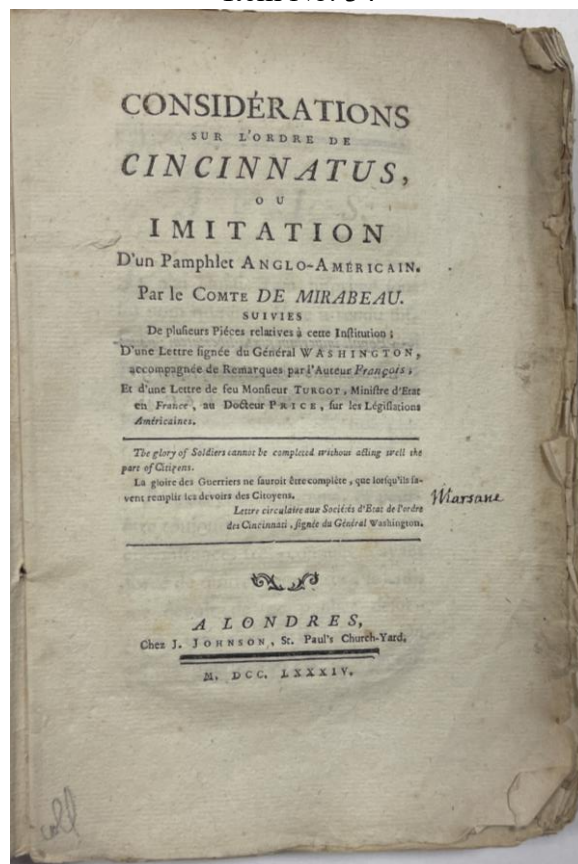 CONSIDÉRATIONS
SUR L'ORDRE DE
CINCINNATUS,
OU
IMITATION
D'un Pamphlet ANGLO-AMÉRICAIN.
Par le COMTE DE MIRABEAU.
SUIVIES
De plusieurs Piéces relatives à cette Institution ;
D'une Lettre signée du Général WASHINGTON,
accompagnée de Remarques par l'Auteur François ;
Et d'une Lettre de feu Monsieur TURGOT, Ministre d'Etat
en France, au Docteur PRICE, sur les Législations
Américaines.
The glory of Soldiers cannot be completed without acting well the
part of Citizens.
La gloire des Guerriers ne sauroit être complète, que lorsqu'ils sa-
vent remplir les devoirs des Citoyens.
Marsane
Lettre circulaire aux Sociétés d'Etat de l'ordre
des Cincinnati, signée du Général Washington.
A LONDRES,
Chez J. JOHNSON, St. Paul's Church-Yard.
M. DCC. LXXXIV.
coll